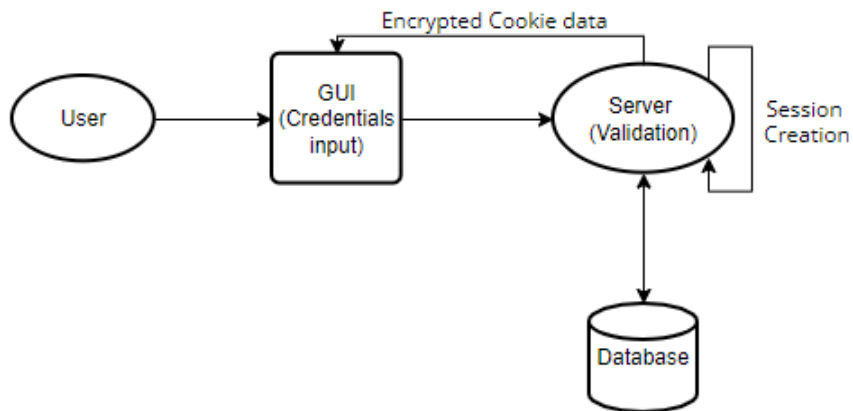 Encrypted Cookie data
User
GUI
(Credentials
input)
Server
(Validation)
Session
Creation
Database